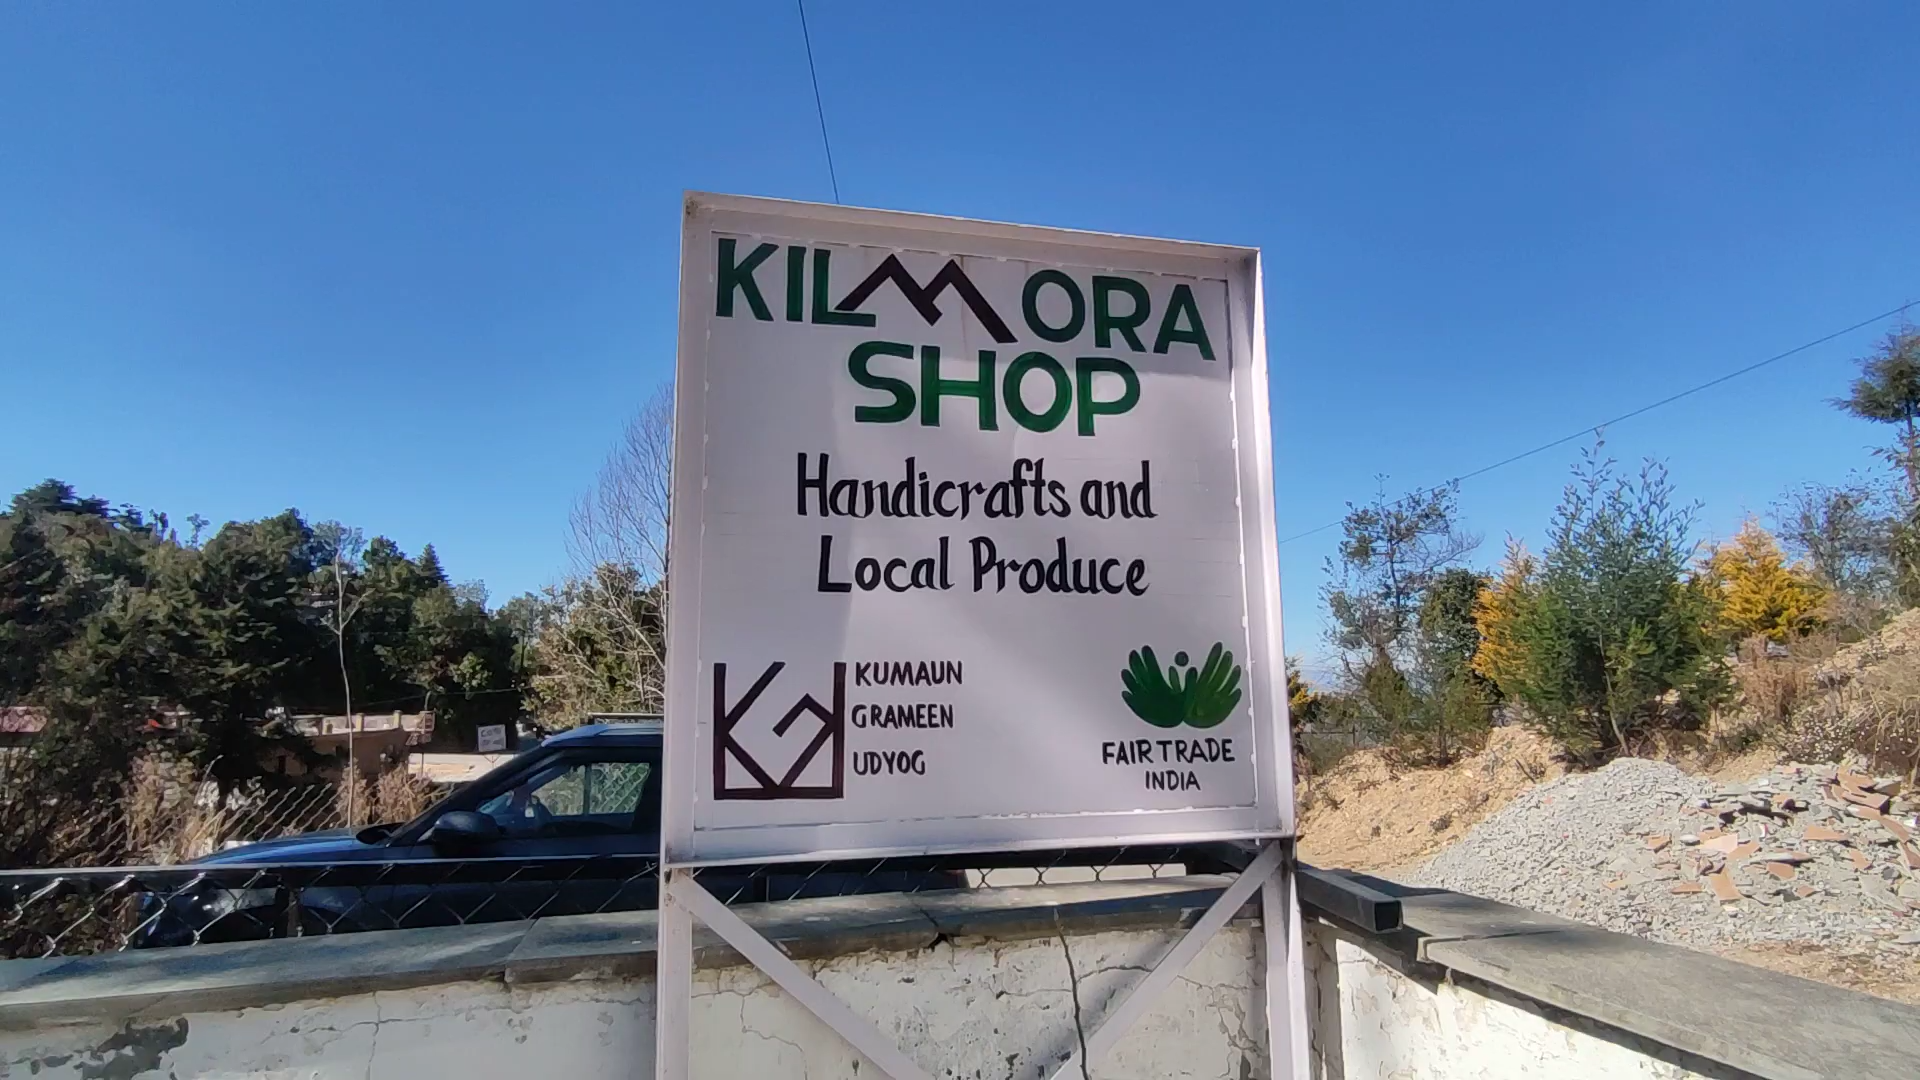 KILMORA
SHOP
Handicrafts and
Local Produce
KUMAUN
GRAMEEN
UDYOG
FAIR TRADE
INDIA